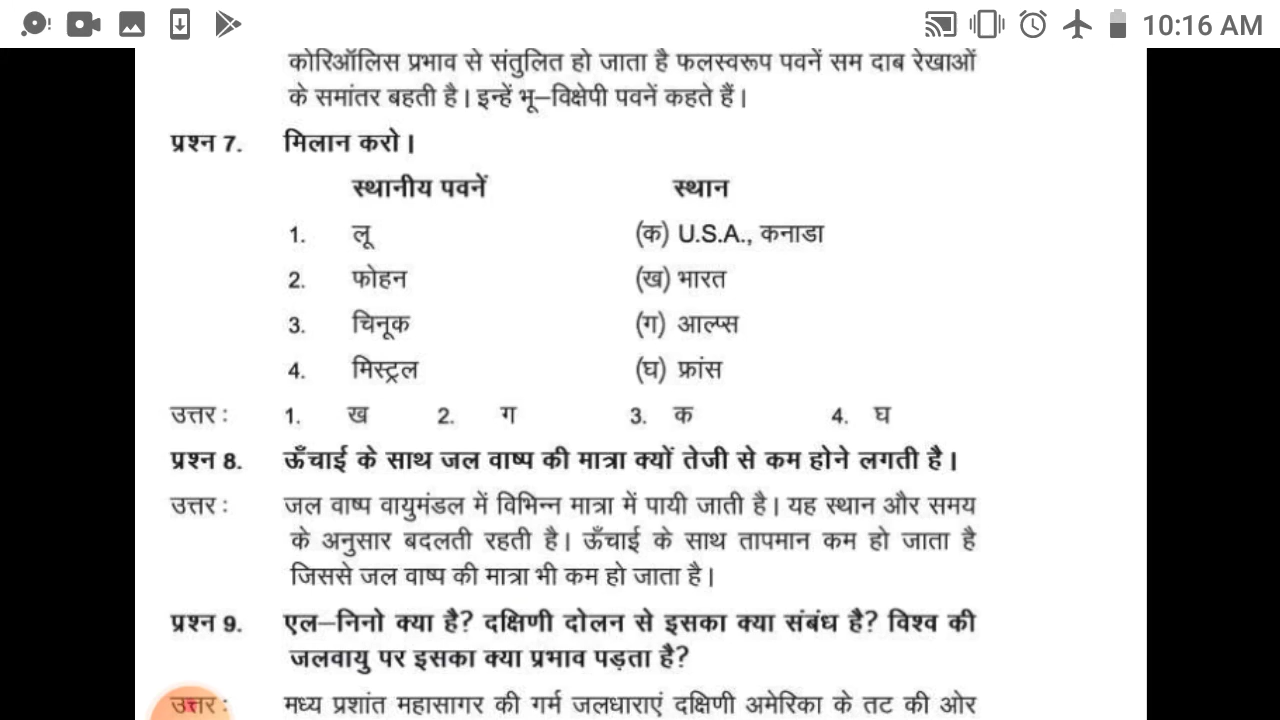 10:16 AM
कोरिऑलिस प्रभाव से संतुलित हो जाता है फलस्वरूप पवनें सम दाब रेखाओं
के समांतर बहती है। इन्हें भू–विक्षेपी पवनें कहते हैं।
प्रश्न 7. मिलान करो।
स्थानीय पवनें स्थान
1. लू (क) U.S.A., कनाडा
2. फोहन (ख) भारत
3. चिनूक (ग) आल्प्स
4. मिस्ट्रल (घ) फ्रांस
उत्तर : 1. ख 2. ग 3. क 4. घ
प्रश्न 8. ऊँचाई के साथ जल वाष्प की मात्रा क्यों तेजी से कम होने लगती है।
उत्तर : जल वाष्प वायुमंडल में विभिन्न मात्रा में पायी जाती है। यह स्थान और समय
के अनुसार बदलती रहती है। ऊँचाई के साथ तापमान कम हो जाता है
जिससे जल वाष्प की मात्रा भी कम हो जाता है।
प्रश्न 9. एल–निनो क्या है? दक्षिणी दोलन से इसका क्या संबंध है? विश्व की
जलवायु पर इसका क्या प्रभाव पड़ता है?
उत्तर : मध्य प्रशांत महासागर की गर्म जलधाराएं दक्षिणी अमेरिका के तट की ओर